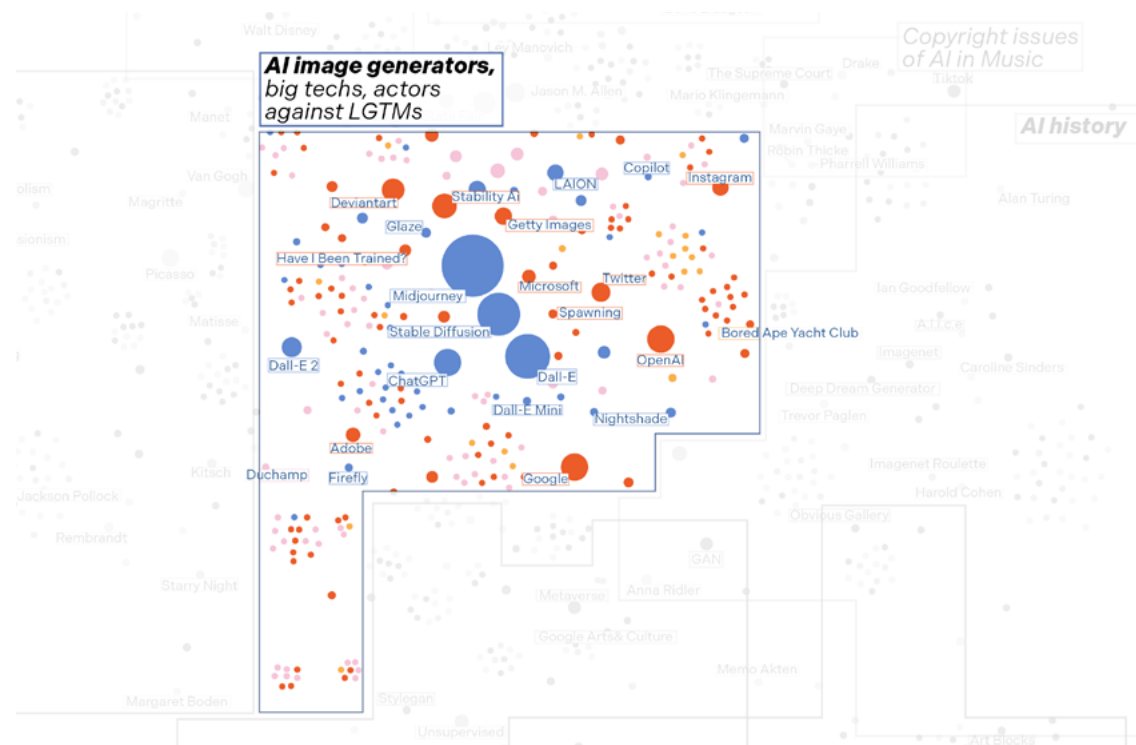 Walt Disney
Lev Manovich
Copyright issues
of AI in Music
Drake
The Supreme Court
Tiktok
Jason M. Allen
Mario Klingemann
AI image generators,
big techs, actors
against LGTMs
Manet
Marvin Gaye
Robin Thicke
Pharrell Williams
AI history
Van Gogh
Copilot
Instagram
LAION
Stability Ai
Deviantart
Magritte
Alan Turing
Glaze
Getty Images
Have I Been Trained?
Picasso
Microsoft
Twitter
Midjourney
Ian Goodfellow
Matisse
Spawning
Stable Diffusion
Bored Ape Yacht Club
A.l.i.c.e
Imagenet
Dall-E 2
OpenAI
Caroline Sinders
ChatGPT
Dall-E
Deep Dream Generator
Dall-E Mini
Nightshade
Trevor Paglen
Adobe
Kitsch
Duchamp
Firefly
Google
Imagenet Roulette
Jackson Pollock
Harold Cohen
Obvious Gallery
Rembrandt
GAN
Starry Night
Metaverse
Anna Ridler
Google Arts& Culture
Memo Akten
Margaret Boden
Stylegan
Unsupervised
Art Blocks